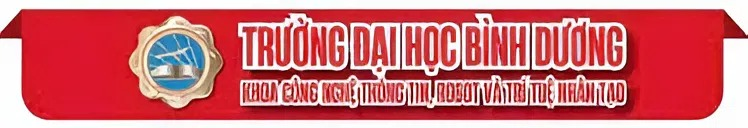 TRƯỜNG ĐẠI HỌC BÌNH DƯƠNG
KHOA CÔNG NGHỆ THÔNG TIN, ROBOT VÀ TRÍ TUỆ NHÂN TẠO